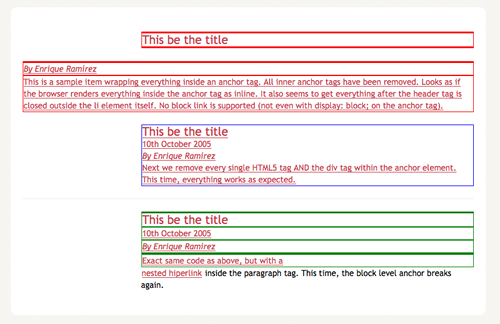 This be the title
By Enrique Ramirez
This is a sample item wrapping everything inside an anchor tag. All inner anchor tags have been removed. Looks as if
the browser renders everything inside the anchor tag as inline. It also seems to get everything after the header tag is
closed outside the li element itself. No block link is supported (not even with display: block; on the anchor tag).
This be the title
10th October 2005
By Enrique Ramirez
Next we remove every single HTML5 tag AND the div tag within the anchor element.
This time, everything works as expected.
This be the title
10th October 2005
By Enrique Ramirez
Exact same code as above, but with a
nested hiperlink inside the paragraph tag. This time, the block level anchor breaks
again.